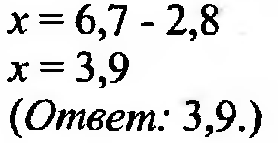 x = 6,7 - 2,8
x = 3,9
(Ответ: 3,9.)